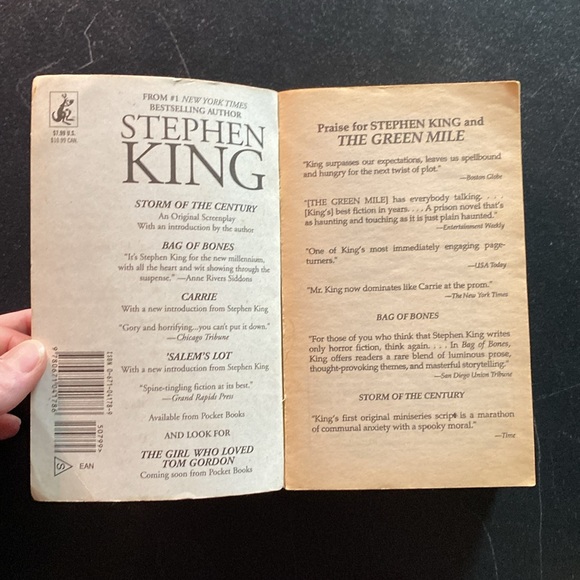 $7.99 U.S.
$10.99 CAN.
FROM #1 NEW YORK TIMES
BESTSELLING AUTHOR
STEPHEN
KING
STORM OF THE CENTURY
An Original Screenplay
With an introduction by the author
BAG OF BONES
"It's Stephen King for the new millennium,
with all the heart and wit showing through the
suspense." —Anne Rivers Siddons
CARRIE
With a new introduction from Stephen King
"Gory and horrifying...you can't put it down."
—Chicago Tribune
'SALEM'S LOT
With a new introduction from Stephen King
"Spine-tingling fiction at its best."
—Grand Rapids Press
Available from Pocket Books
AND LOOK FOR
THE GIRL WHO LOVED
TOM GORDON
Coming soon from Pocket Books
ISBN 0-671-04178-8
9 780671 041786
50799
S
EAN
Praise for STEPHEN KING and
THE GREEN MILE
"King surpasses our expectations, leaves us spellbound
and hungry for the next twist of plot."
—Boston Globe
"[THE GREEN MILE] has everybody talking. . . .
[King's] best fiction in years. . . . A prison novel that's
as haunting and touching as it is just plain haunted."
—Entertainment Weekly
"One of King's most immediately engaging page-
turners."
—USA Today
"Mr. King now dominates like Carrie at the prom."
—The New York Times
BAG OF BONES
"For those of you who think that Stephen King writes
only horror fiction, think again. . . . In Bag of Bones,
King offers readers a rare blend of luminous prose,
thought-provoking themes, and masterful storytelling."
—San Diego Union Tribune
STORM OF THE CENTURY
"King's first original miniseries script is a marathon
of communal anxiety with a spooky moral."
—Time